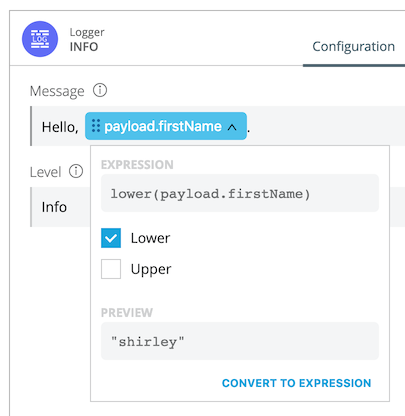 LOG
Logger
INFO
Configuration
Message
Hello, payload.firstName.
Level
Info
EXPRESSION
lower(payload.firstName)
Lower
Upper
PREVIEW
"shirley"
CONVERT TO EXPRESSION